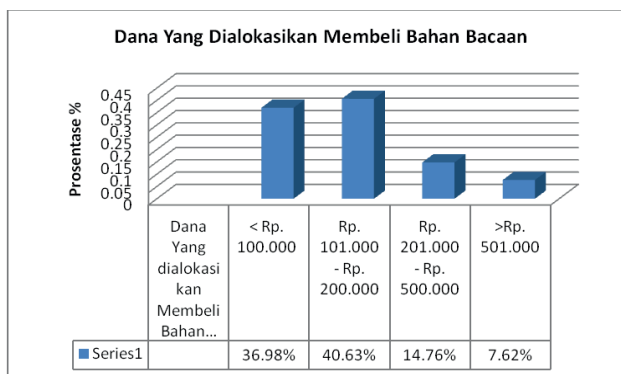 Dana Yang Dialokasikan Membeli Bahan Bacaan
Prosentase %
0.45
0.4
0.35
0.3
0.25
0.2
0.15
0.1
0.05
0
Dana
Yang
dialokasi
kan
Membeli
Bahan...
< Rp.
100.000
Rp.
101.000
- Rp.
200.000
Rp.
201.000
- Rp.
500.000
>Rp.
501.000
Series1
36.98%
40.63%
14.76%
7.62%